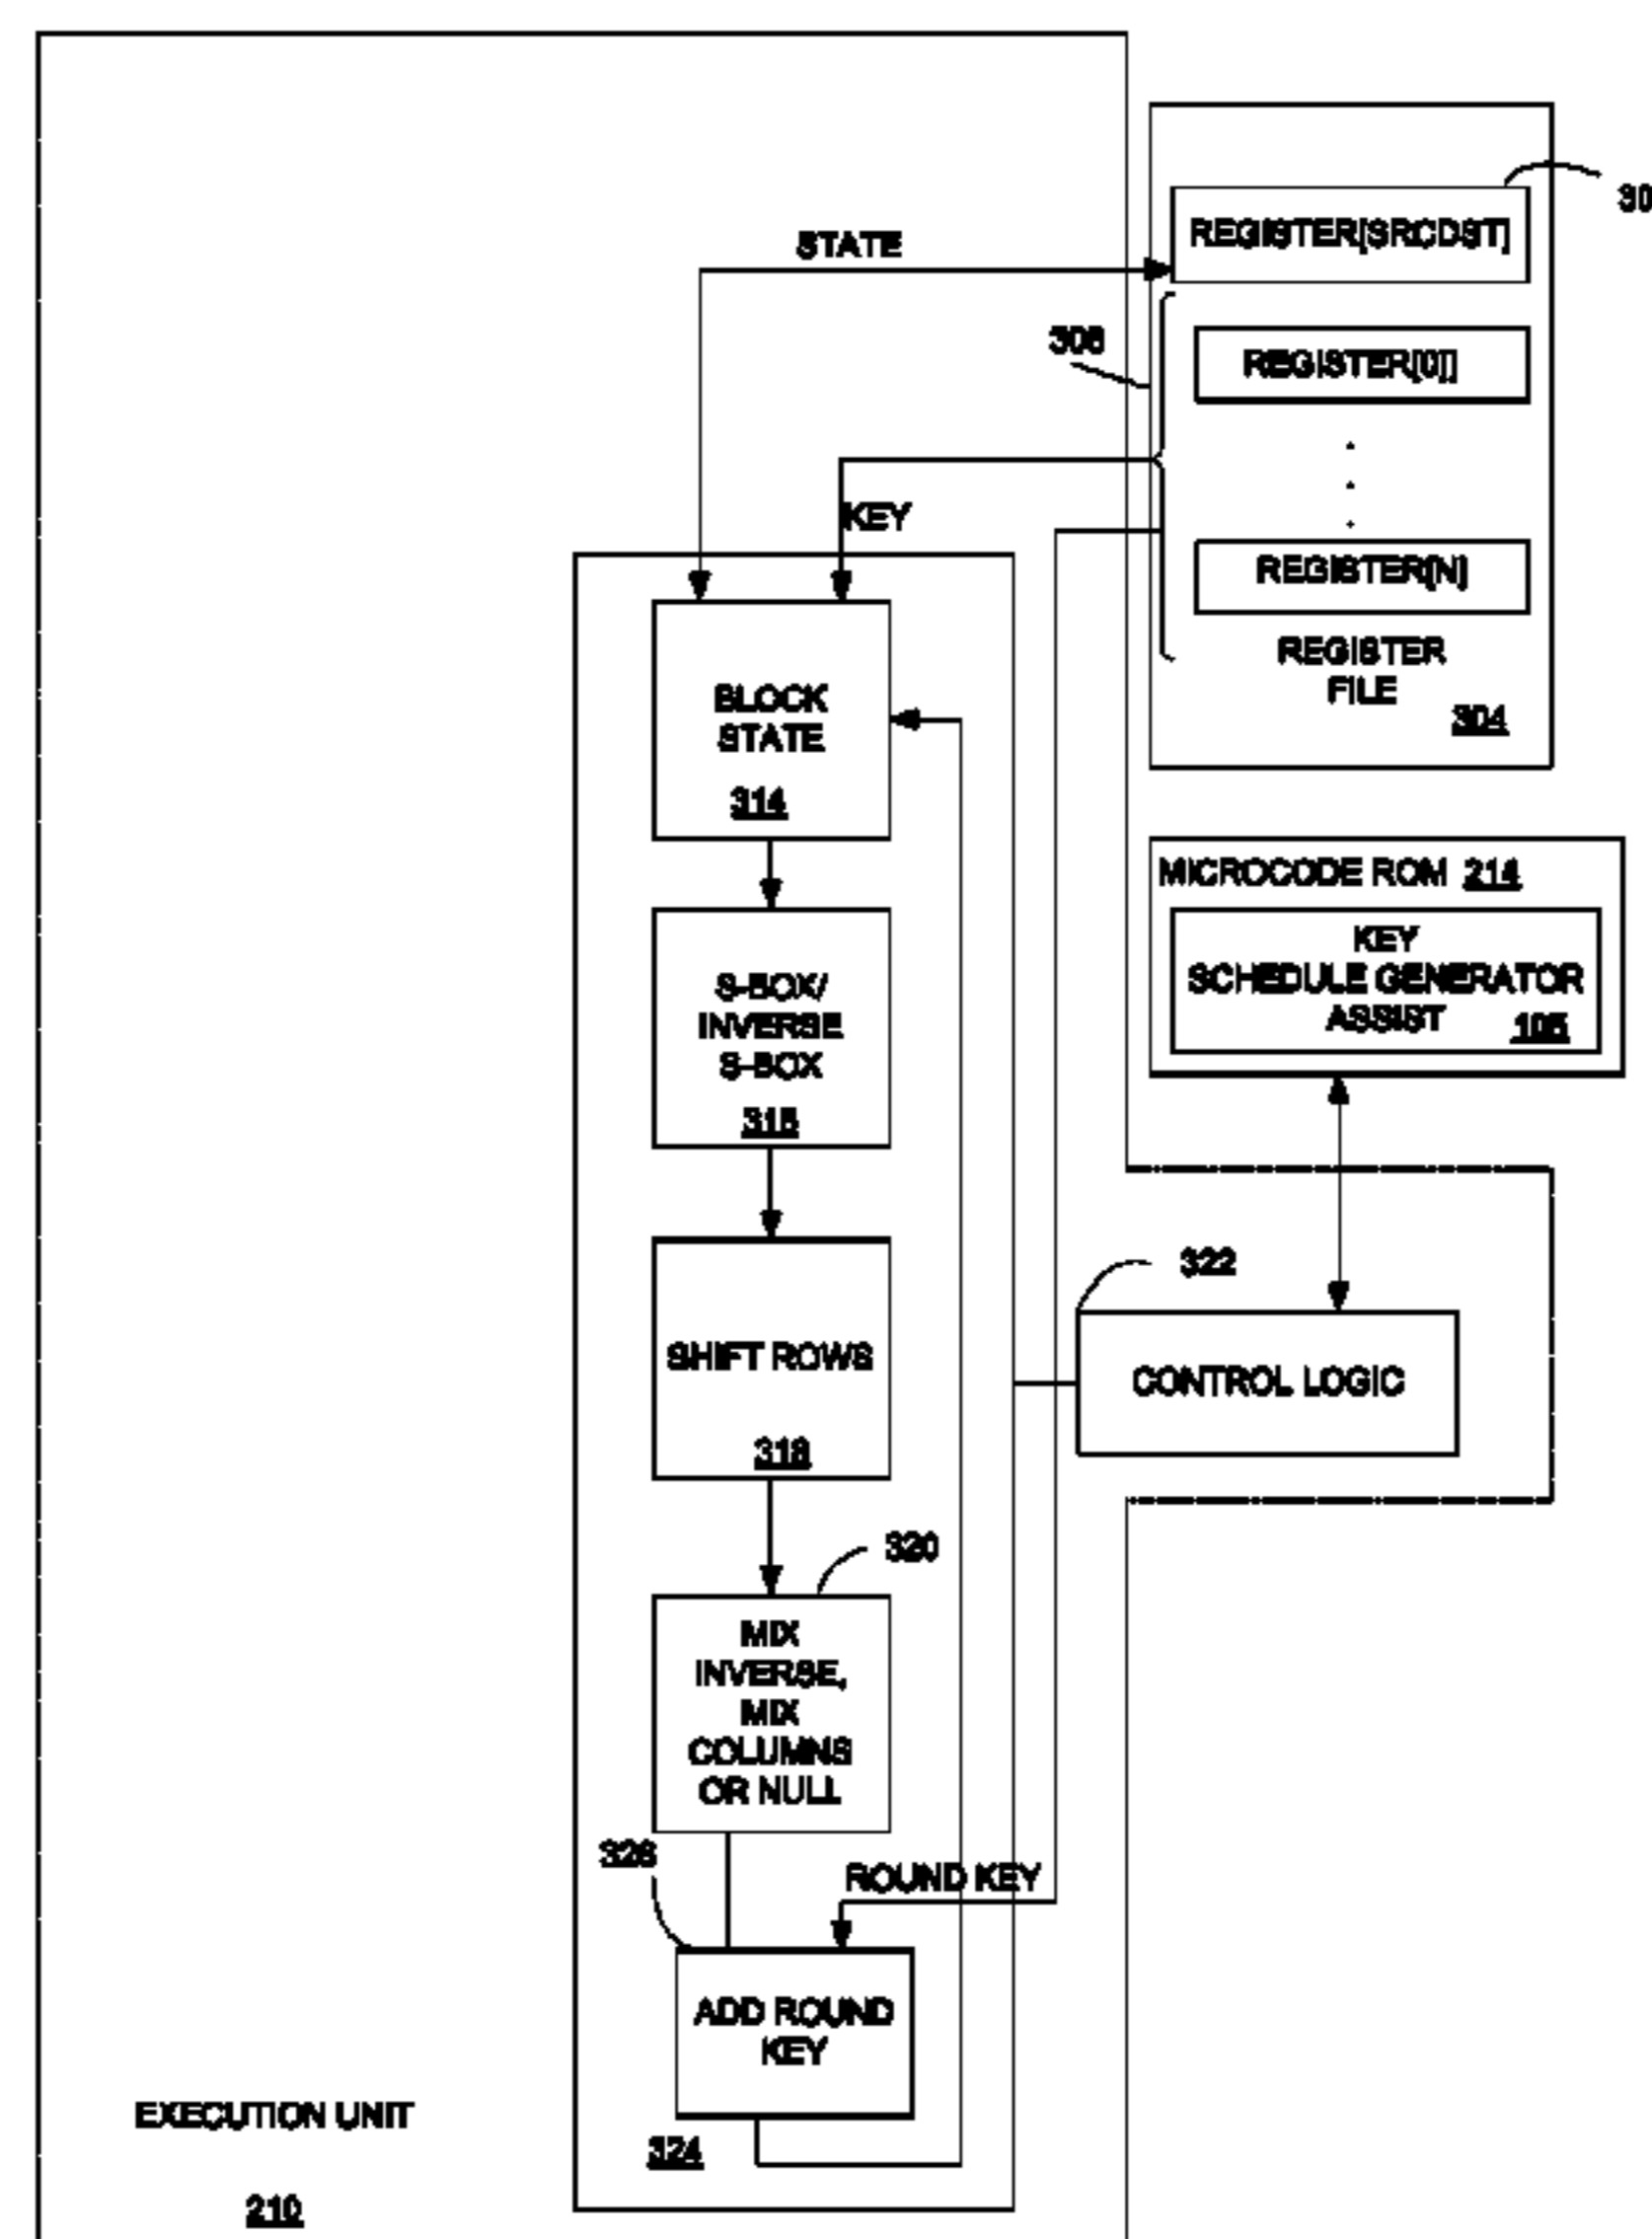 30
REGISTER[SRCDST]
STATE
308
REGISTER[0]
KEY
REGISTER[N]
REGISTER
FILE
304
BLOCK
STATE
314
MICROCODE ROM 214
KEY
SCHEDULE GENERATOR
ASSIST 105
S-BOX/
INVERSE
S-BOX
316
322
SHIFT ROWS
318
CONTROL LOGIC
320
MIX
INVERSE,
MIX
COLUMNS
OR NULL
326
ROUND KEY
ADD ROUND
KEY
324
EXECUTION UNIT
210